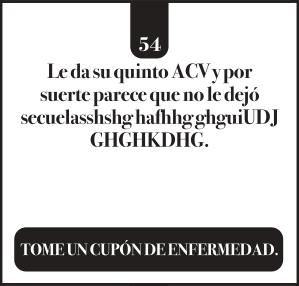 54
Le da su quinto ACV y por
suerte parece que no le dejó
secuelasshshg hafhhg ghguiUDJ
GHGHKDHG.
TOME UN CUPÓN DE ENFERMEDAD.